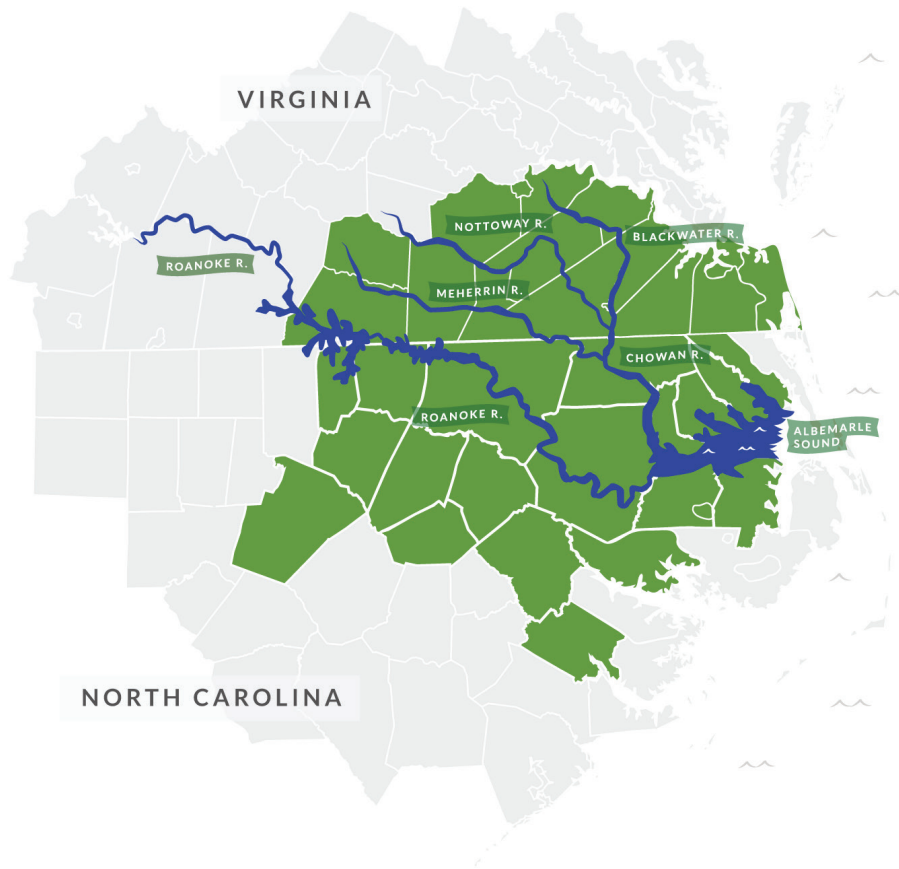 VIRGINIA
NOTTOWAY R.
BLACKWATER R.
ROANOKE R.
MEHERRIN R.
CHOWAN R.
ROANOKE R.
ALBEMARLE
SOUND
NORTH CAROLINA